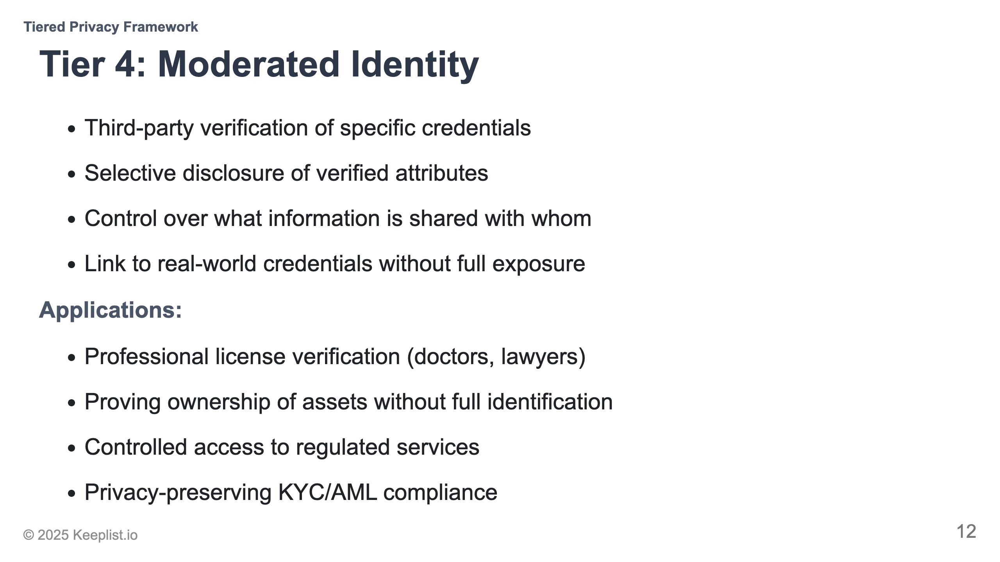 Tiered Privacy Framework
Tier 4: Moderated Identity
• Third-party verification of specific credentials
• Selective disclosure of verified attributes
• Control over what information is shared with whom
• Link to real-world credentials without full exposure
Applications:
• Professional license verification (doctors, lawyers)
• Proving ownership of assets without full identification
• Controlled access to regulated services
• Privacy-preserving KYC/AML compliance
© 2025 Keeplist.io
12